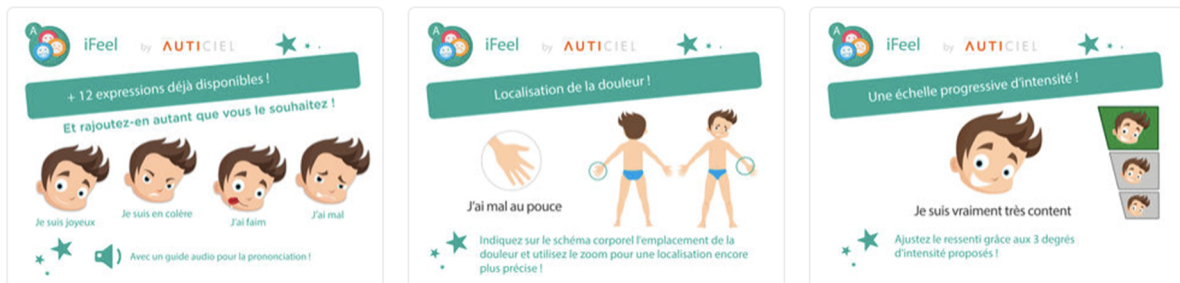 A
iFeel by AUTICIEL
+ 12 expressions déjà disponibles !
Et rajoutez-en autant que vous le souhaitez !
Je suis joyeux
Je suis en colère
J'ai faim
J'ai mal
Avec un guide audio pour la prononciation !
A
iFeel by AUTICIEL
Localisation de la douleur !
J'ai mal au pouce
Indiquez sur le schéma corporel l'emplacement de la
douleur et utilisez le zoom pour une localisation encore
plus précise !
A
iFeel by AUTICIEL
Une échelle progressive d'intensité !
Je suis vraiment très content
Ajustez le ressenti grâce aux 3 degrés
d'intensité proposés !